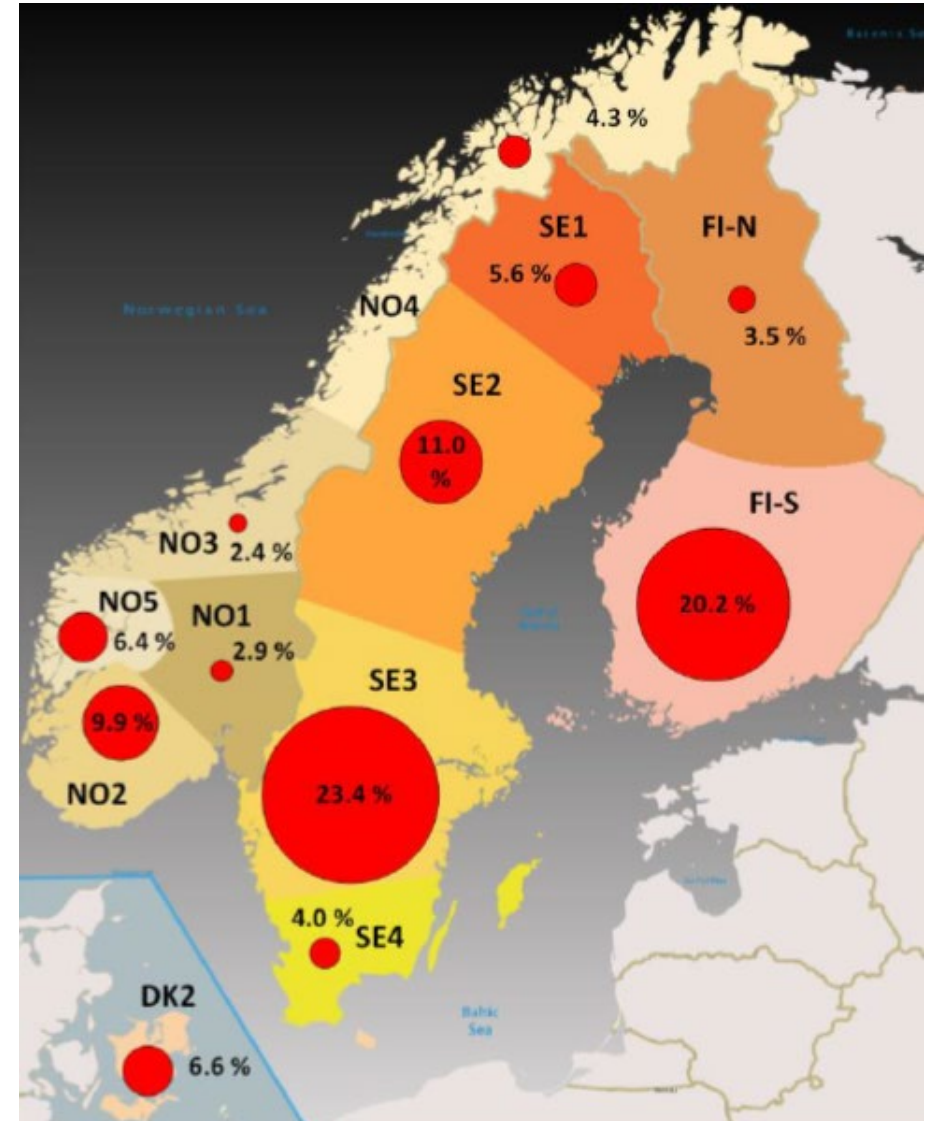 Barents Se
4.3 %
SE1
FI-N
5.6 %
NO4
Norwegian Sea
3.5 %
SE2
11.0
%
FI-S
NO3
2.4 %
NO5
NO1
20.2 %
6.4 %
2.9 %
SE3
9.9 %
NO2
23.4 %
4.0 %
SE4
DK2
Baltic
Sea
6.6 %